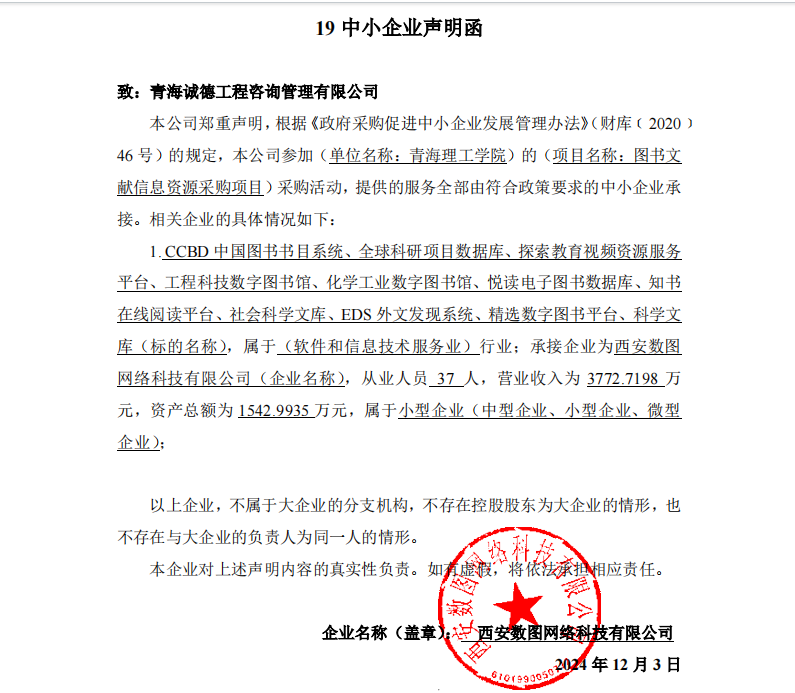 19 中小企业声明函
致：青海诚德工程咨询管理有限公司
本公司郑重声明，根据《政府采购促进中小企业发展管理办法》（财库﹝2020﹞
46 号）的规定，本公司参加（单位名称：青海理工学院）的（项目名称：图书文
献信息资源采购项目）采购活动，提供的服务全部由符合政策要求的中小企业承
接。相关企业的具体情况如下：
1. CCBD 中国图书书目系统、全球科研项目数据库、探索教育视频资源服务
平台、工程科技数字图书馆、化学工业数字图书馆、悦读电子图书数据库、知书
在线阅读平台、社会科学文库、EDS 外文发现系统、精选数字图书平台、科学文
库（标的名称），属于（软件和信息技术服务业）行业；承接企业为西安数图
网络科技有限公司（企业名称），从业人员 37 人，营业收入为 3772.7198 万
元，资产总额为 1542.9935 万元，属于小型企业（中型企业、小型企业、微型
企业）；
以上企业，不属于大企业的分支机构，不存在控股股东为大企业的情形，也
不存在与大企业的负责人为同一人的情形。
本企业对上述声明内容的真实性负责。如有虚假，将依法承担相应责任。
企业名称（盖章）： 西安数图网络科技有限公司
2024 年 12 月 3 日
西安数图网络科技有限公司